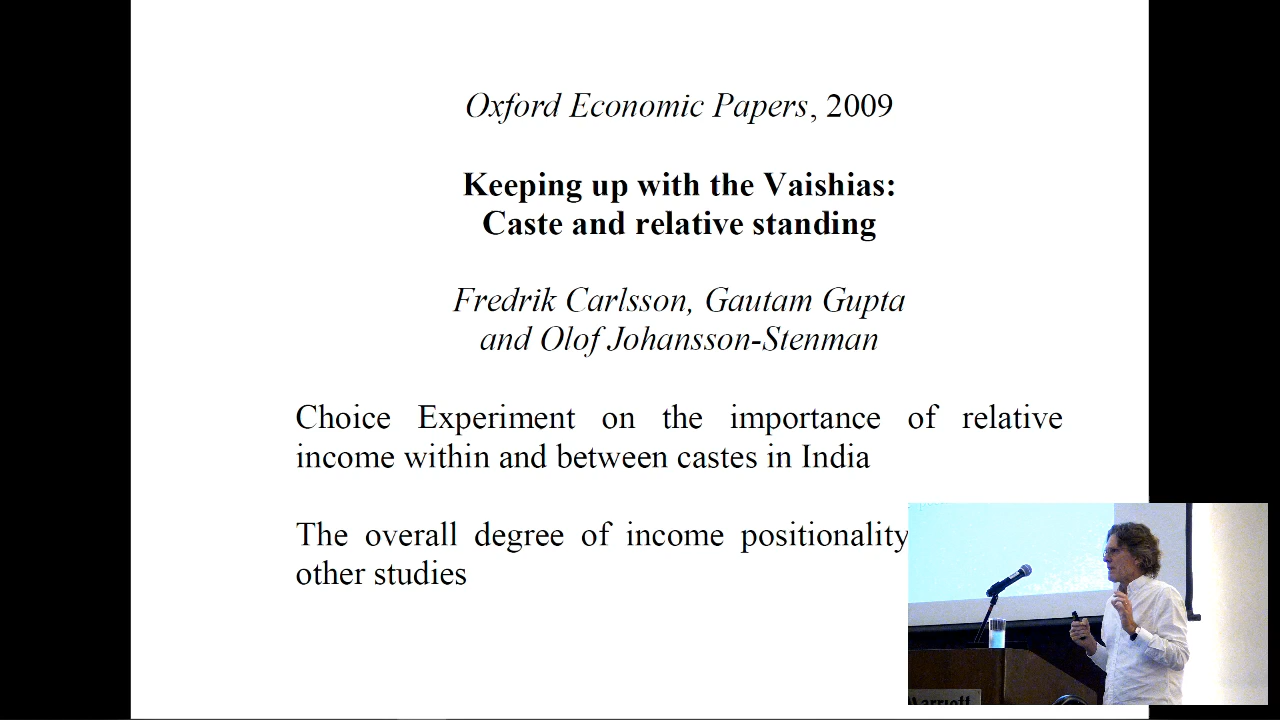 Oxford Economic Papers, 2009
Keeping up with the Vaishias:
Caste and relative standing
Fredrik Carlsson, Gautam Gupta
and Olof Johansson-Stenman
Choice Experiment on the importance of relative
income within and between castes in India
The overall degree of income positionality
other studies
Marriott